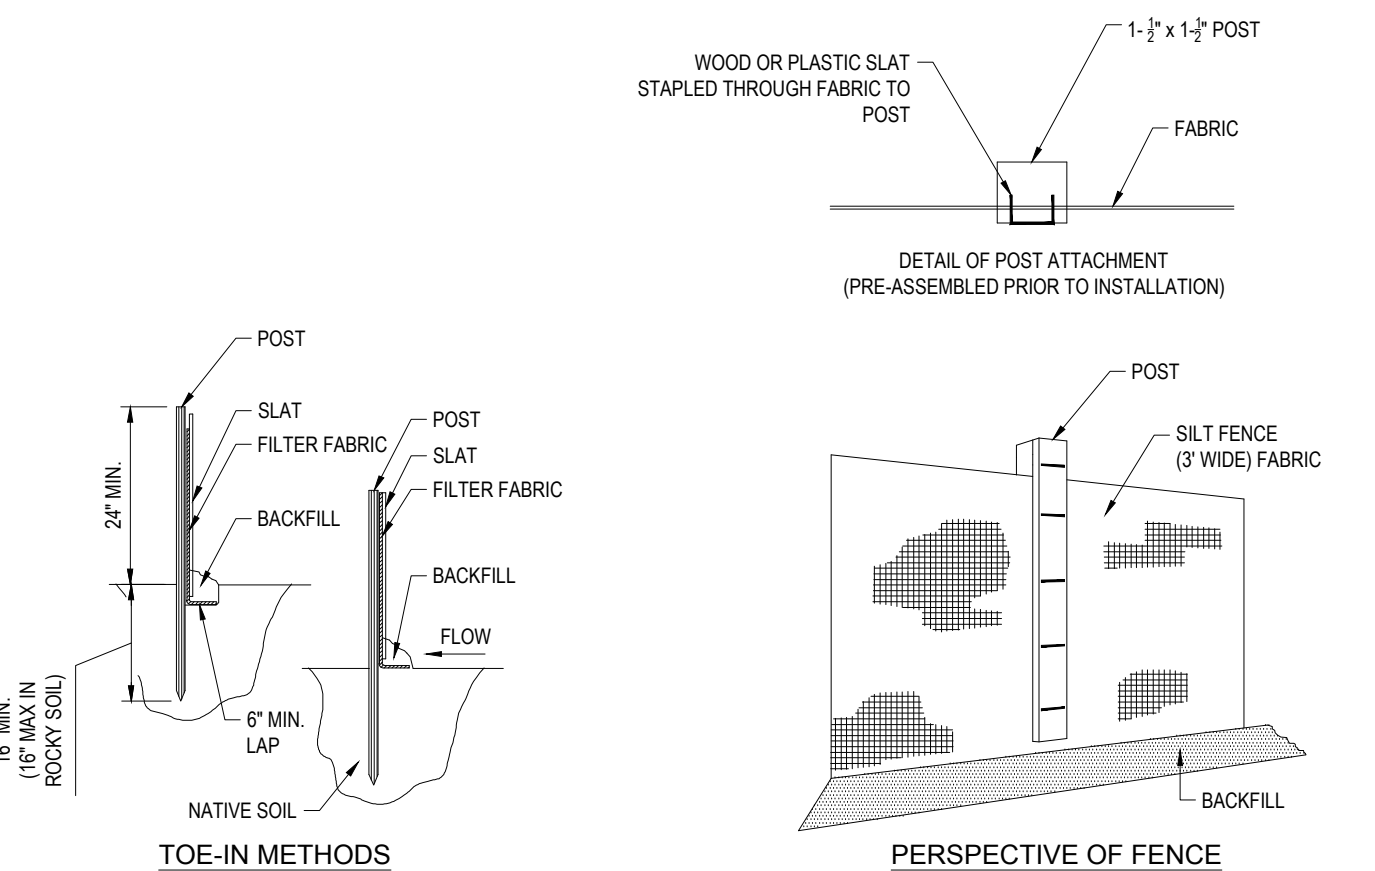 1-1/2" x 1-1/2" POST
WOOD OR PLASTIC SLAT
STAPLED THROUGH FABRIC TO
POST
FABRIC
DETAIL OF POST ATTACHMENT
(PRE-ASSEMBLED PRIOR TO INSTALLATION)
POST
SLAT
FILTER FABRIC
BACKFILL
24" MIN.
16" MIN.
(16" MAX IN
ROCKY SOIL)
6" MIN.
LAP
POST
SLAT
FILTER FABRIC
BACKFILL
FLOW
NATIVE SOIL
TOE-IN METHODS
POST
SILT FENCE
(3' WIDE) FABRIC
BACKFILL
PERSPECTIVE OF FENCE